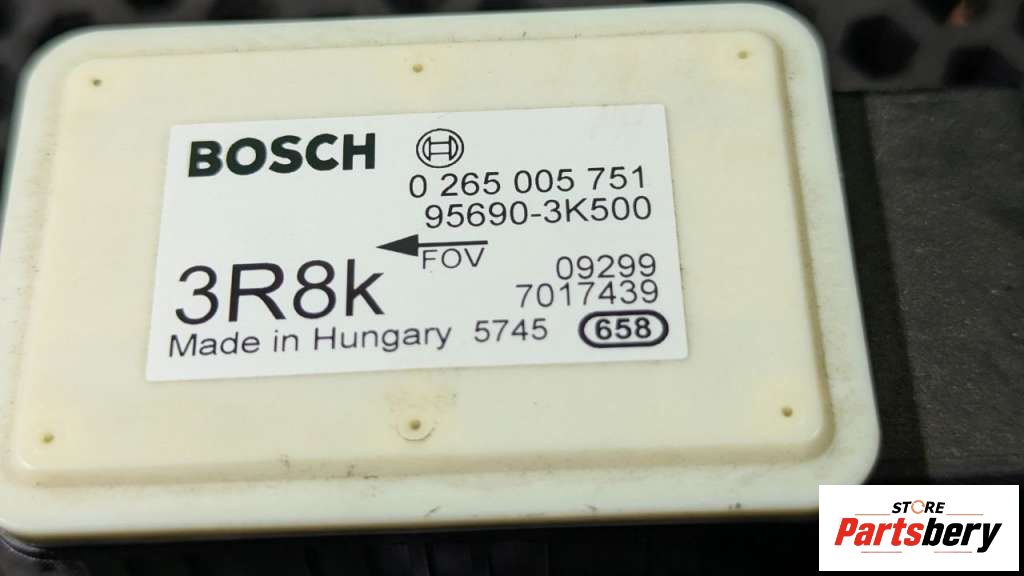 BOSCH
0 265 005 751
95690-3K500
FOV
3R8k
09299
7017439
Made in Hungary 5745 658
STORE
Partsbery